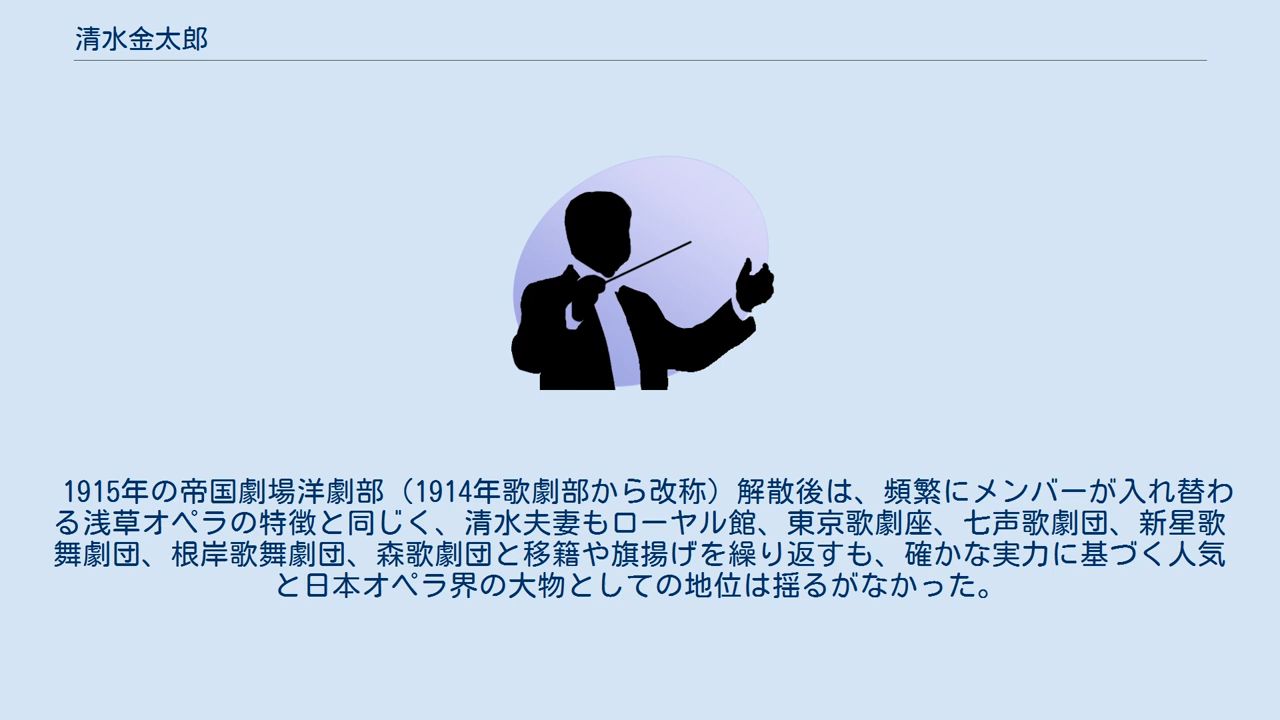 清水金太郎
1915年の帝国劇場洋劇部（1914年歌劇部から改称）解散後は、頻繁にメンバーが入れ替わ
る浅草オペラの特徴と同じく、清水夫妻もローヤル館、東京歌劇座、七声歌劇団、新星歌
舞劇団、根岸歌舞劇団、森歌劇団と移籍や旗揚げを繰り返すも、確かな実力に基づく人気
と日本オペラ界の大物としての地位は揺るがなかった。